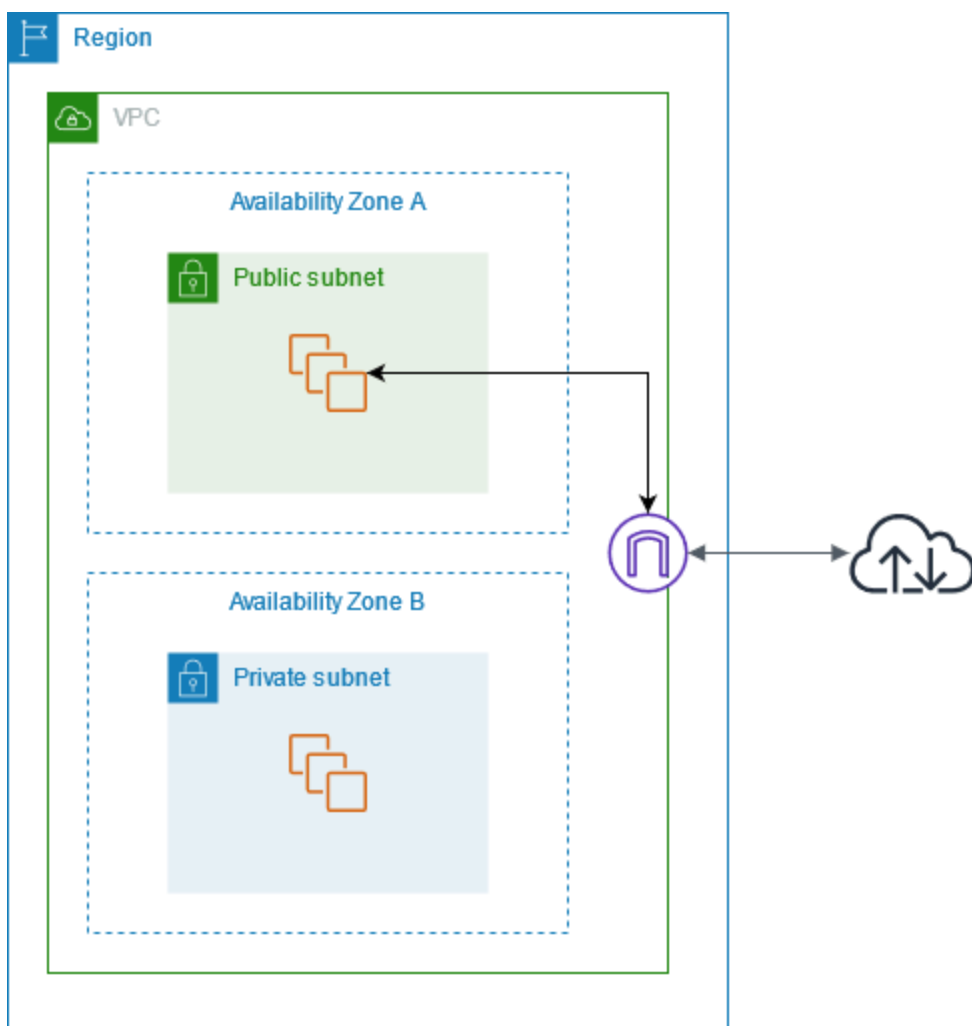 Region
VPC
Availability Zone A
Public subnet
Availability Zone B
Private subnet